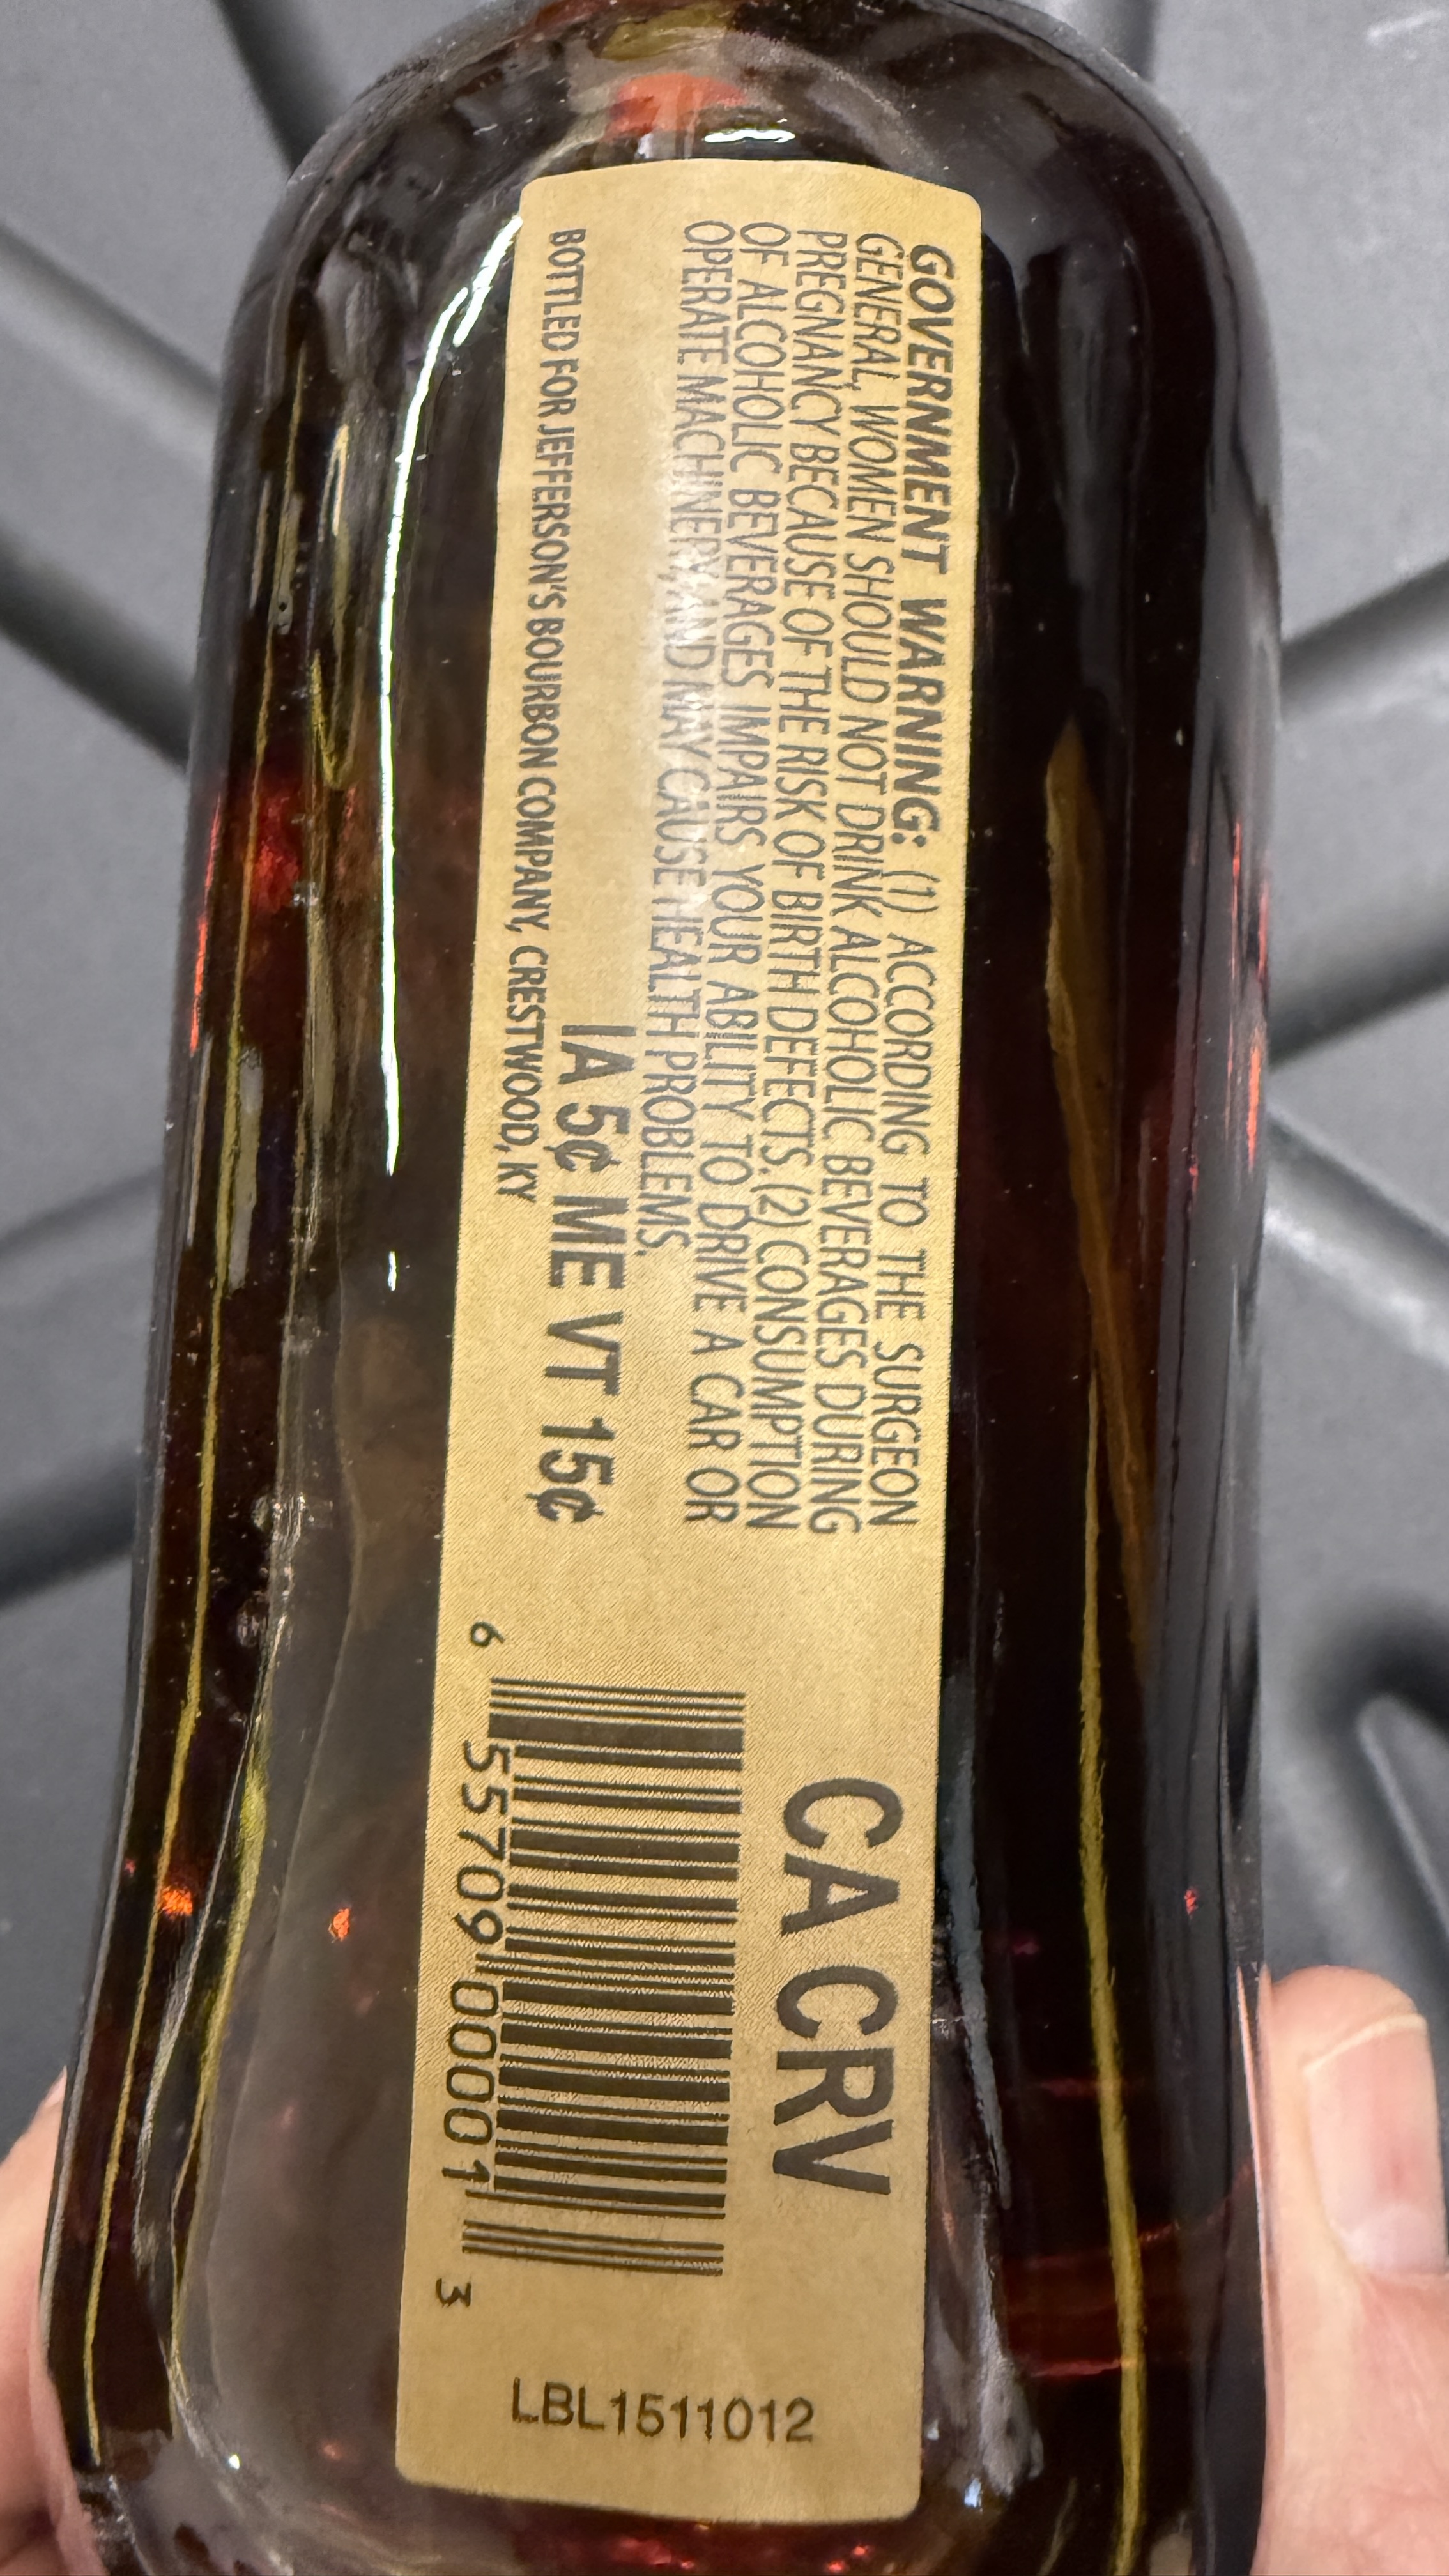 GOVERNMENT WARNING: (1) ACCORDING TO THE SURGEON
GENERAL, WOMEN SHOULD NOT DRINK ALCOHOLIC BEVERAGES DURING
PREGNANCY BECAUSE OF THE RISK OF BIRTH DEFECTS. (2) CONSUMPTION
OF ALCOHOLIC BEVERAGES IMPAIRS YOUR ABILITY TO DRIVE A CAR OR
OPERATE MACHINERY, AND MAY CAUSE HEALTH PROBLEMS.
IA 5¢ ME VT 15¢
BOTTLED FOR JEFFERSON'S BOURBON COMPANY, CRESTWOOD, KY
CA CRV
6 55709 00001 3
LBL1511012